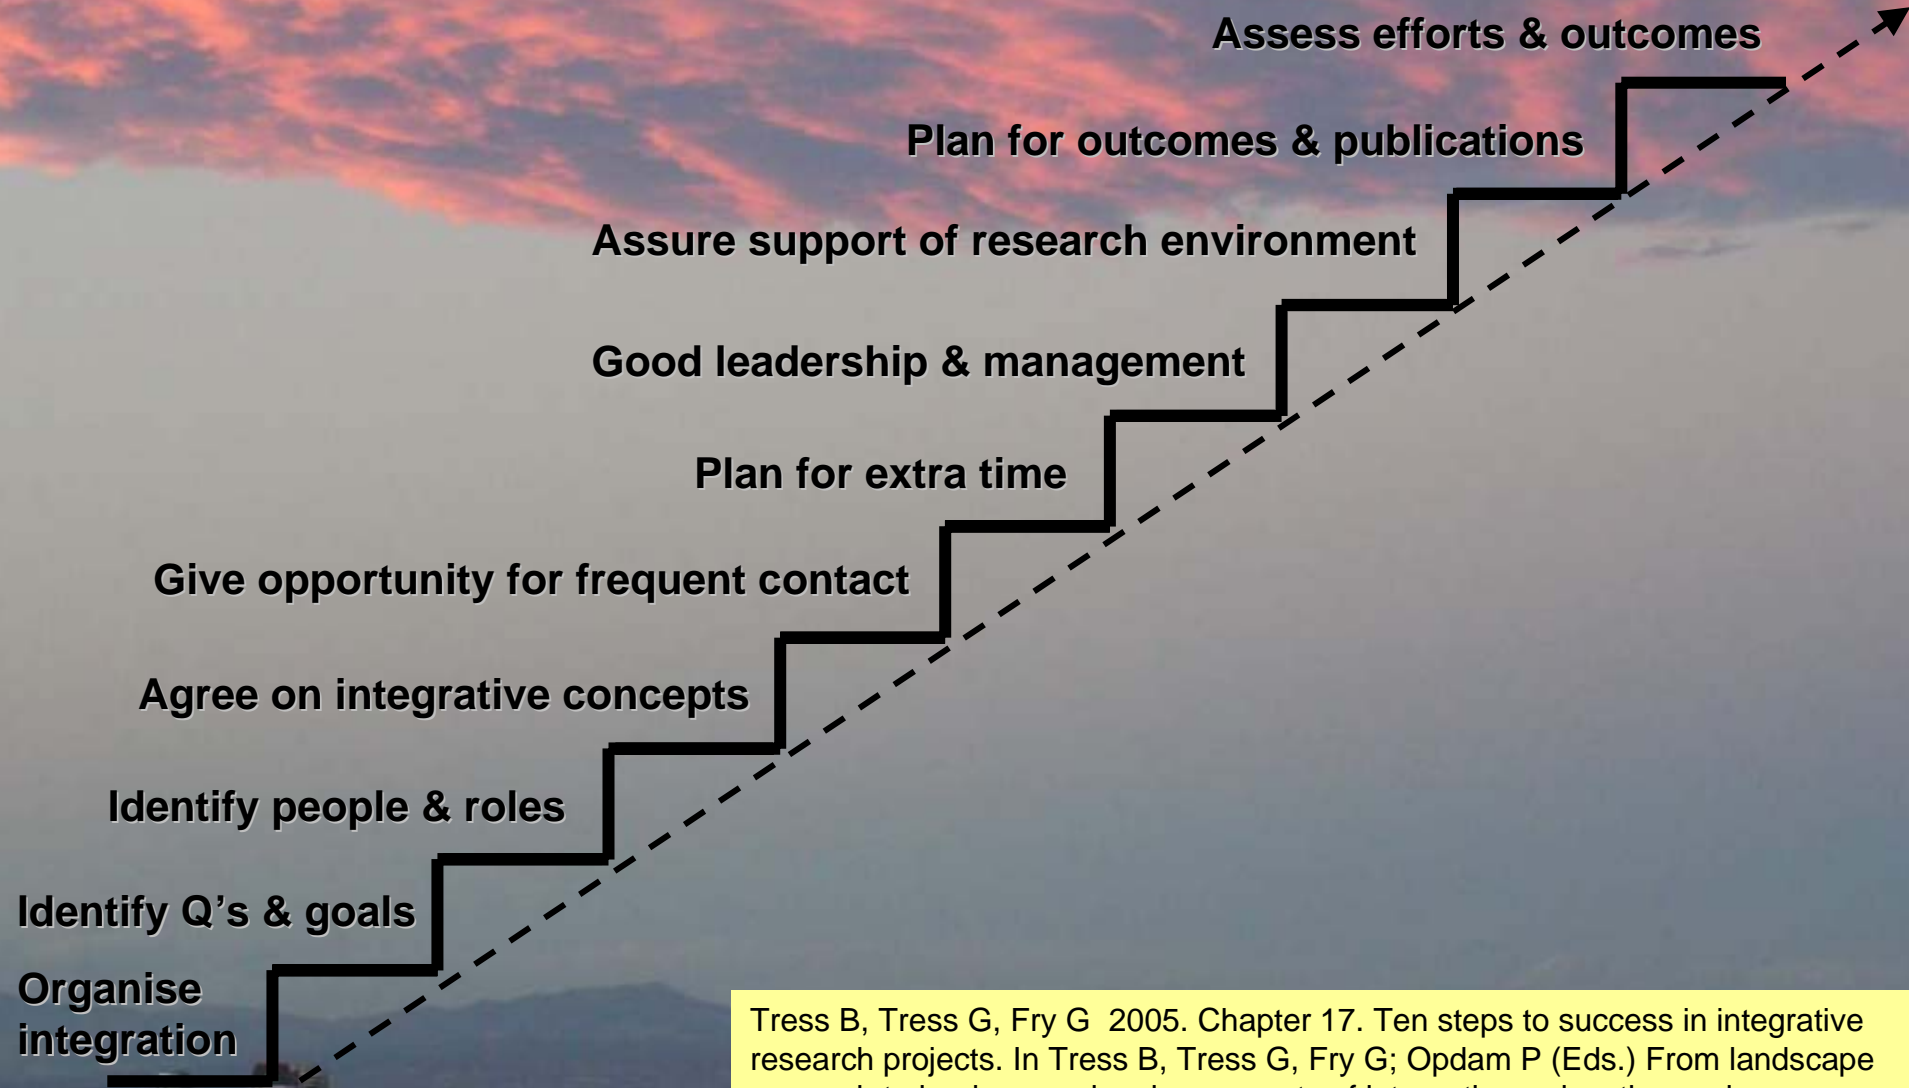 Assess efforts & outcomes
Plan for outcomes & publications
Assure support of research environment
Good leadership & management
Plan for extra time
Give opportunity for frequent contact
Agree on integrative concepts
Identify people & roles
Identify Q’s & goals
Organise
integration
Tress B, Tress G, Fry G 2005. Chapter 17. Ten steps to success in integrative
research projects. In Tress B, Tress G, Fry G; Opdam P (Eds.) From landscape